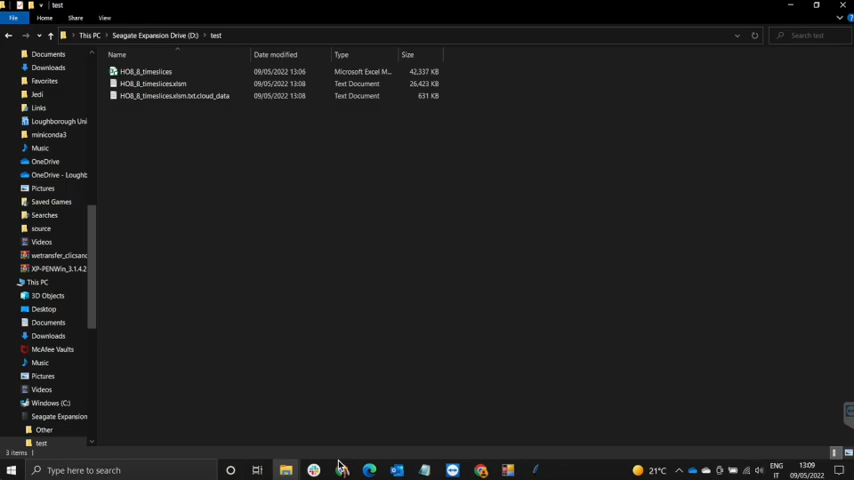 test
File Home Share View
This PC > Seagate Expansion Drive (D:) > test
Search test
Name Date modified Type Size
HO8_8_timeslices 09/05/2022 13:06 Microsoft Excel M... 42,337 KB
HO8_8_timeslices.xlsm 09/05/2022 13:08 Text Document 26,423 KB
HO8_8_timeslices.xlsm.txt.cloud_data 09/05/2022 13:08 Text Document 631 KB
Documents
Downloads
Favorites
Jedi
Links
Loughborough Uni
miniconda3
Music
OneDrive
OneDrive - Loughb
Pictures
Saved Games
Searches
source
Videos
wetransfer_clicsanc
XP-PENWin_3.1.4.2
This PC
3D Objects
Desktop
Documents
Downloads
McAfee Vaults
Music
Pictures
Videos
Windows (C:)
Seagate Expansion
Other
test
3 items
Type here to search
21°C
ENG
IT
13:09
09/05/2022